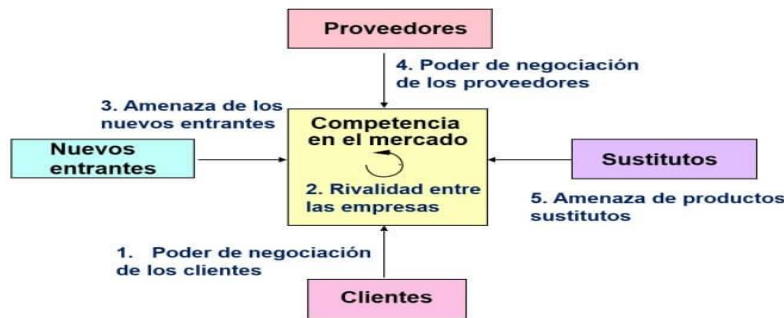 Proveedores
4. Poder de negociación
de los proveedores
3. Amenaza de los
nuevos entrantes
Competencia
en el mercado
Nuevos
entrantes
2. Rivalidad entre
las empresas
Sustitutos
5. Amenaza de productos
sustitutos
1. Poder de negociación
de los clientes
Clientes